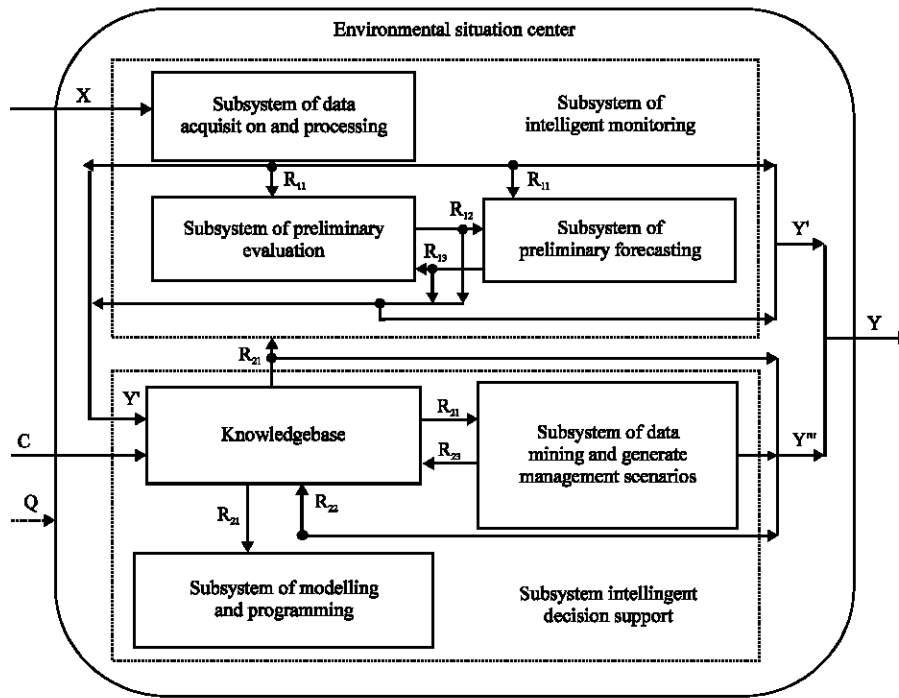 Environmental situation center
X
Subsystem of data
acquisit on and processing
Subsystem of
intelligent monitoring
R11
R11
Subsystem of preliminary
evaluation
R12
R13
Subsystem of
preliminary forecasting
Y'
Y
R21
Y'
Knowledgebase
R21
R23
Subsystem of data
mining and generate
management scenarios
Y'''
C
Q
R21
R22
Subsystem of modelling
and programming
Subsystem intellingent
decision support